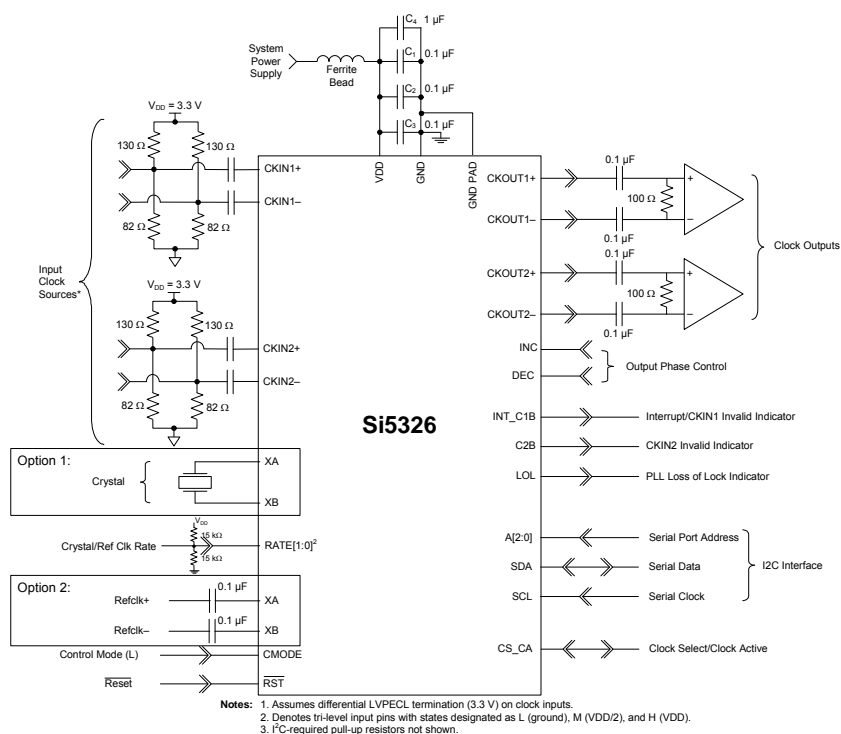 C4 1 µF
System
Power
Supply
Ferrite
Bead
C1 0.1 µF
C2 0.1 µF
C3 0.1 µF
VDD
GND
GND PAD
Input
Clock
Sources*
VDD = 3.3 V
130 Ω
130 Ω
CKIN1+
CKIN1–
82 Ω
82 Ω
VDD = 3.3 V
130 Ω
130 Ω
CKIN2+
CKIN2–
82 Ω
82 Ω
Option 1:
Crystal
XA
XB
VDD
15 kΩ
Crystal/Ref Clk Rate
RATE[1:0]²
15 kΩ
Option 2:
Refclk+
0.1 µF
XA
Refclk–
0.1 µF
XB
Control Mode (L)
CMODE
Reset
RST
Si5326
CKOUT1+
0.1 µF
+
100 Ω
CKOUT1–
–
0.1 µF
CKOUT2+
0.1 µF
+
100 Ω
CKOUT2–
–
0.1 µF
Clock Outputs
INC
DEC
Output Phase Control
INT_C1B
Interrupt/CKIN1 Invalid Indicator
C2B
CKIN2 Invalid Indicator
LOL
PLL Loss of Lock Indicator
A[2:0]
Serial Port Address
SDA
Serial Data
SCL
Serial Clock
I2C Interface
CS_CA
Clock Select/Clock Active
Notes: 1. Assumes differential LVPECL termination (3.3 V) on clock inputs.
2. Denotes tri-level input pins with states designated as L (ground), M (VDD/2), and H (VDD).
3. I²C-required pull-up resistors not shown.